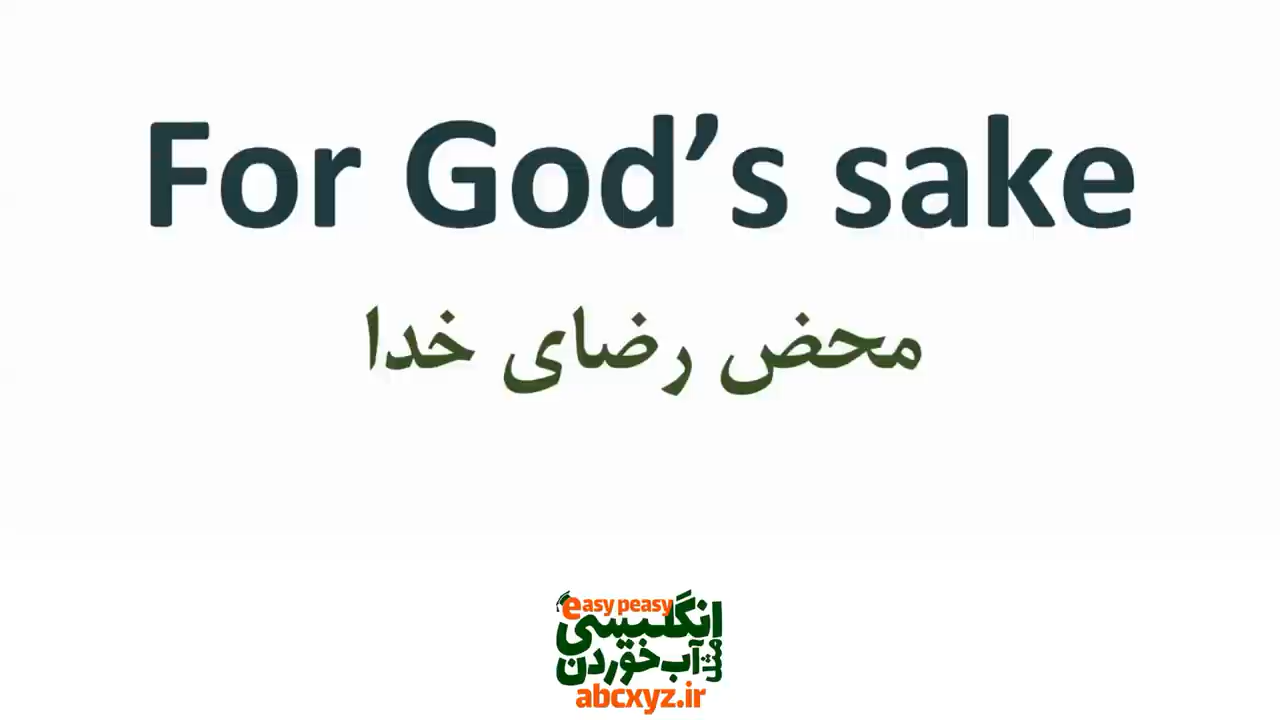 For God’s sake
محض رضای خدا
easy peasy
انگلیسی
مثل آب خوردن
abcxyz.ir